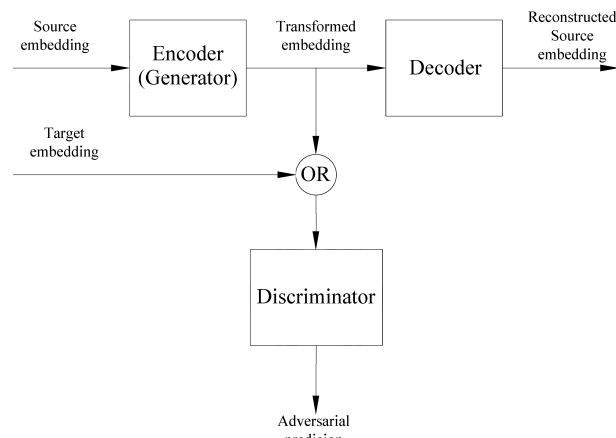 Source
embedding
Encoder
(Generator)
Transformed
embedding
Decoder
Reconstructed
Source
embedding
Target
embedding
OR
Discriminator
Adversarial